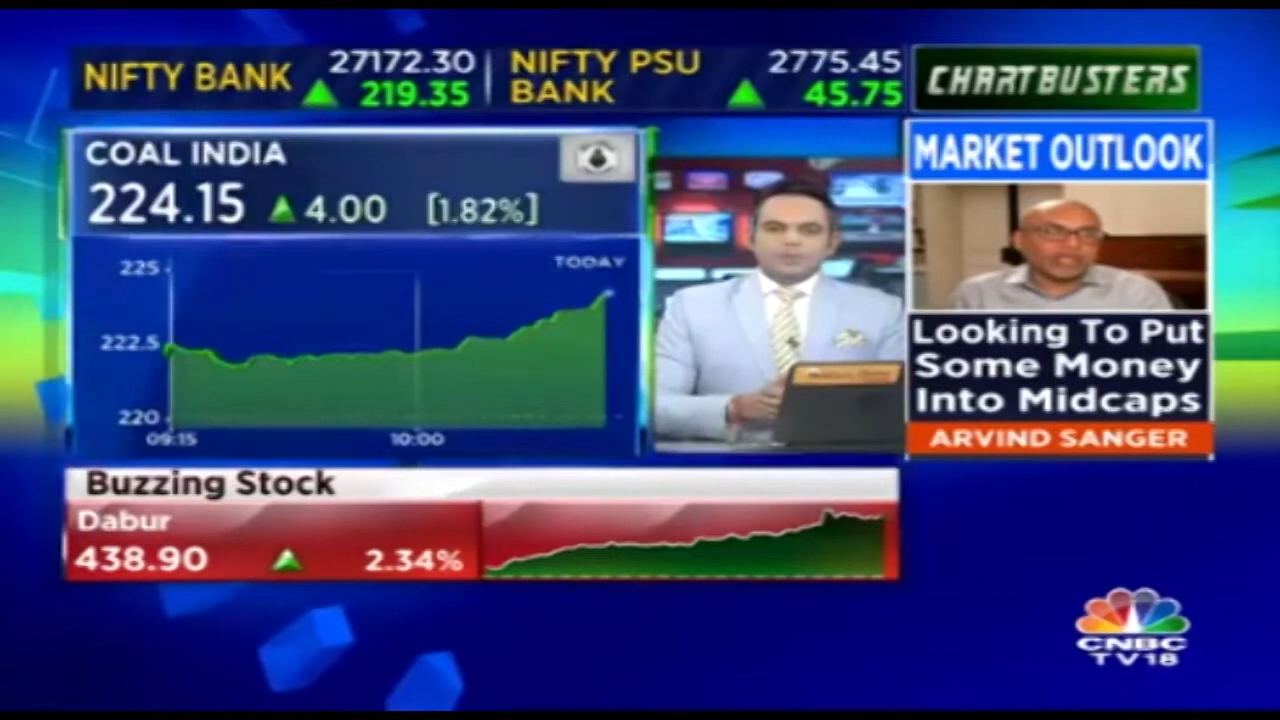 NIFTY BANK 27172.30 219.35
NIFTY PSU BANK 2775.45 45.75
CHARTBUSTERS
COAL INDIA
224.15 4.00 [1.82%]
TODAY
225
222.5
220
09:15 10:00
MARKET OUTLOOK
Looking To Put
Some Money
Into Midcaps
ARVIND SANGER
Buzzing Stock
Dabur
438.90 2.34%
CNBC
TV18